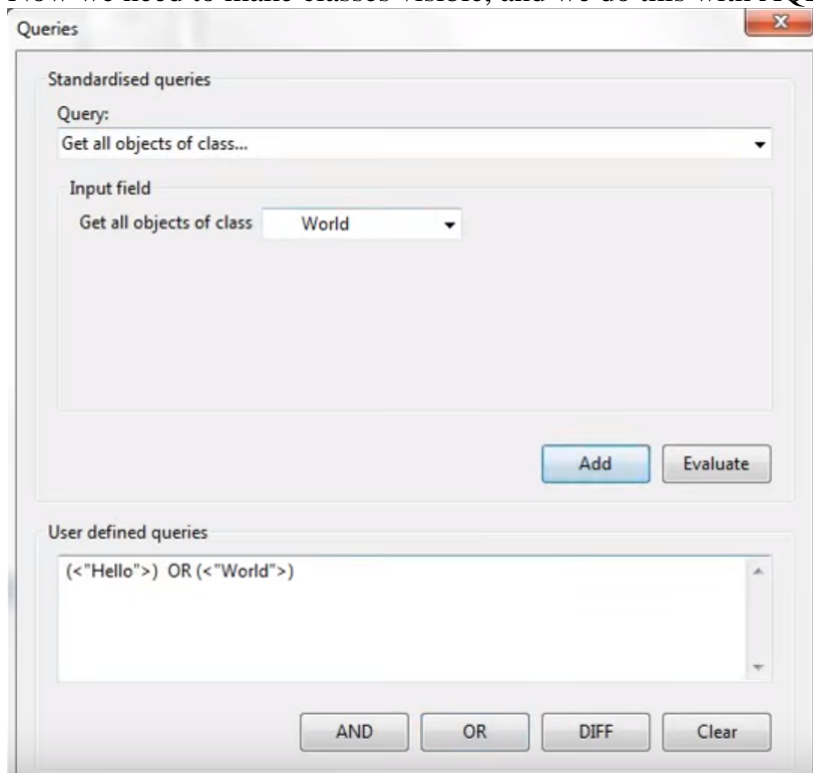 Queries
Standardised queries
Query:
Get all objects of class...
Input field
Get all objects of class World
Add Evaluate
User defined queries
(<"Hello">) OR (<"World">)
AND OR DIFF Clear